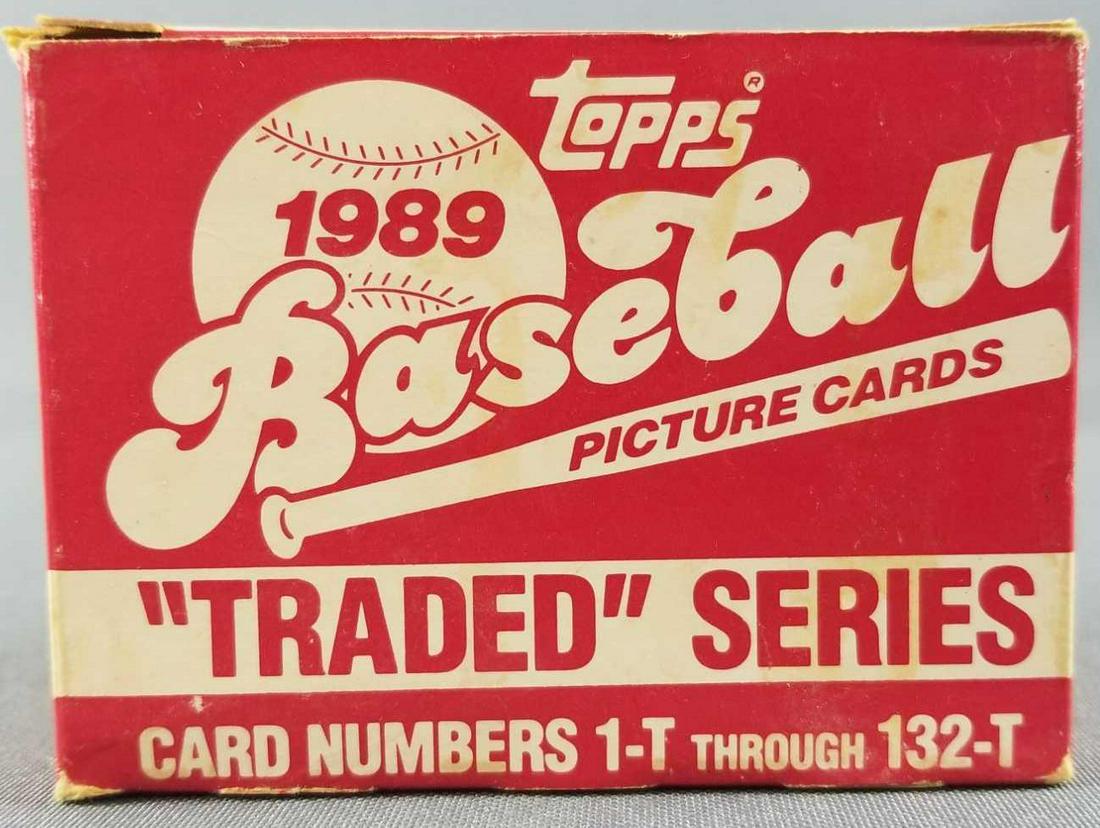 Topps®
1989
Baseball
PICTURE CARDS
"TRADED" SERIES
CARD NUMBERS 1-T THROUGH 132-T